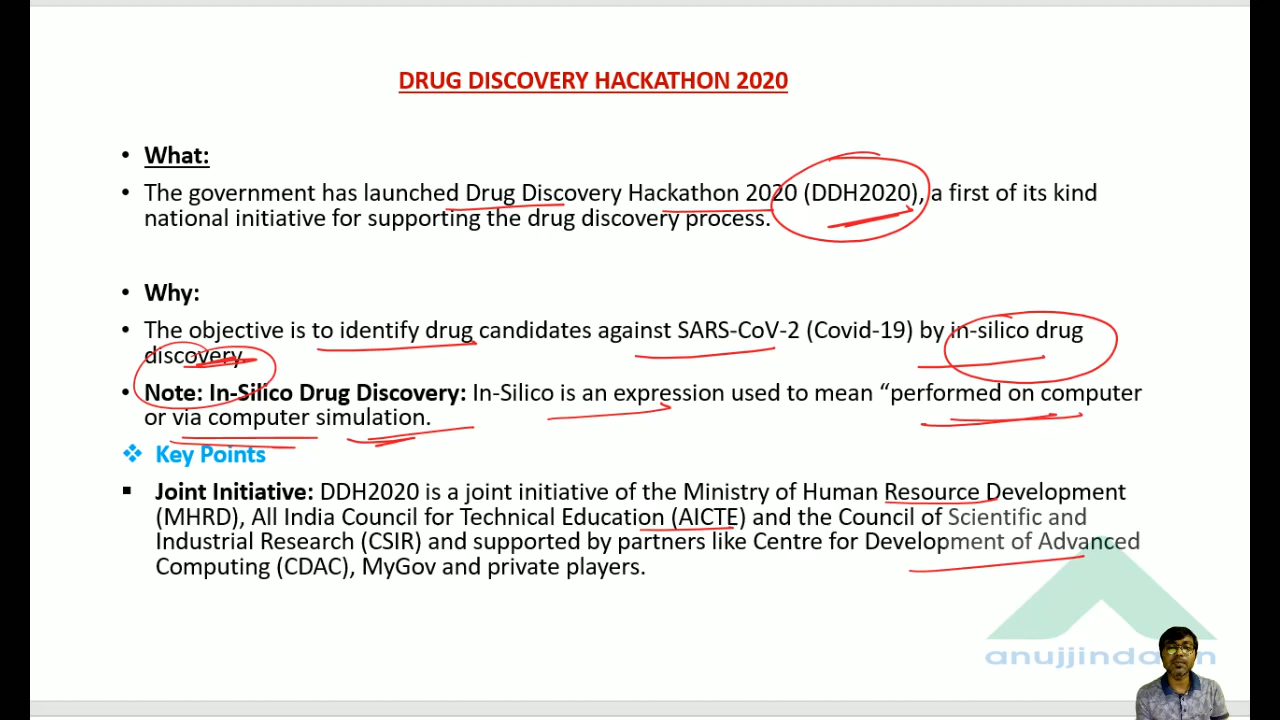 DRUG DISCOVERY HACKATHON 2020
• What:
• The government has launched Drug Discovery Hackathon 2020 (DDH2020), a first of its kind
national initiative for supporting the drug discovery process.
• Why:
• The objective is to identify drug candidates against SARS-CoV-2 (Covid-19) by in-silico drug
discovery.
• Note: In-Silico Drug Discovery: In-Silico is an expression used to mean “performed on computer
or via computer simulation.
❖ Key Points
▪ Joint Initiative: DDH2020 is a joint initiative of the Ministry of Human Resource Development
(MHRD), All India Council for Technical Education (AICTE) and the Council of Scientific and
Industrial Research (CSIR) and supported by partners like Centre for Development of Advanced
Computing (CDAC), MyGov and private players.